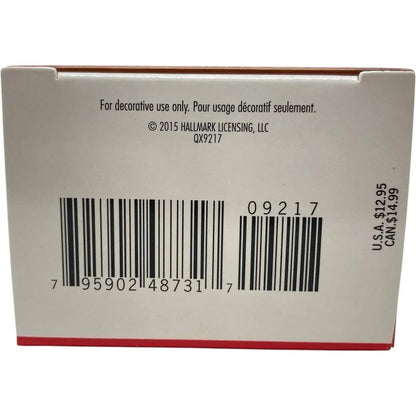 For decorative use only. Pour usage décoratif seulement.
© 2015 HALLMARK LICENSING, LLC
QX9217
09217
7 95902 48731 7
U.S.A. $12.95
CAN.$14.99